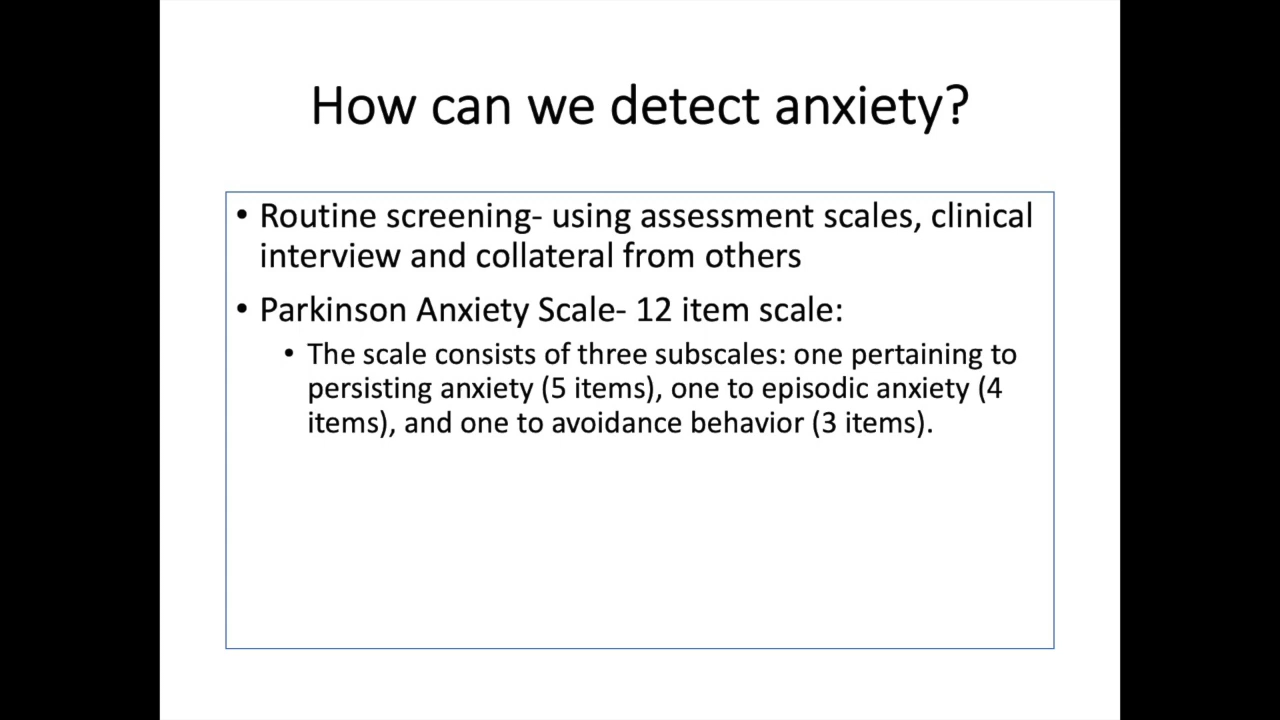 How can we detect anxiety?
• Routine screening- using assessment scales, clinical
interview and collateral from others
• Parkinson Anxiety Scale- 12 item scale:
• The scale consists of three subscales: one pertaining to
persisting anxiety (5 items), one to episodic anxiety (4
items), and one to avoidance behavior (3 items).